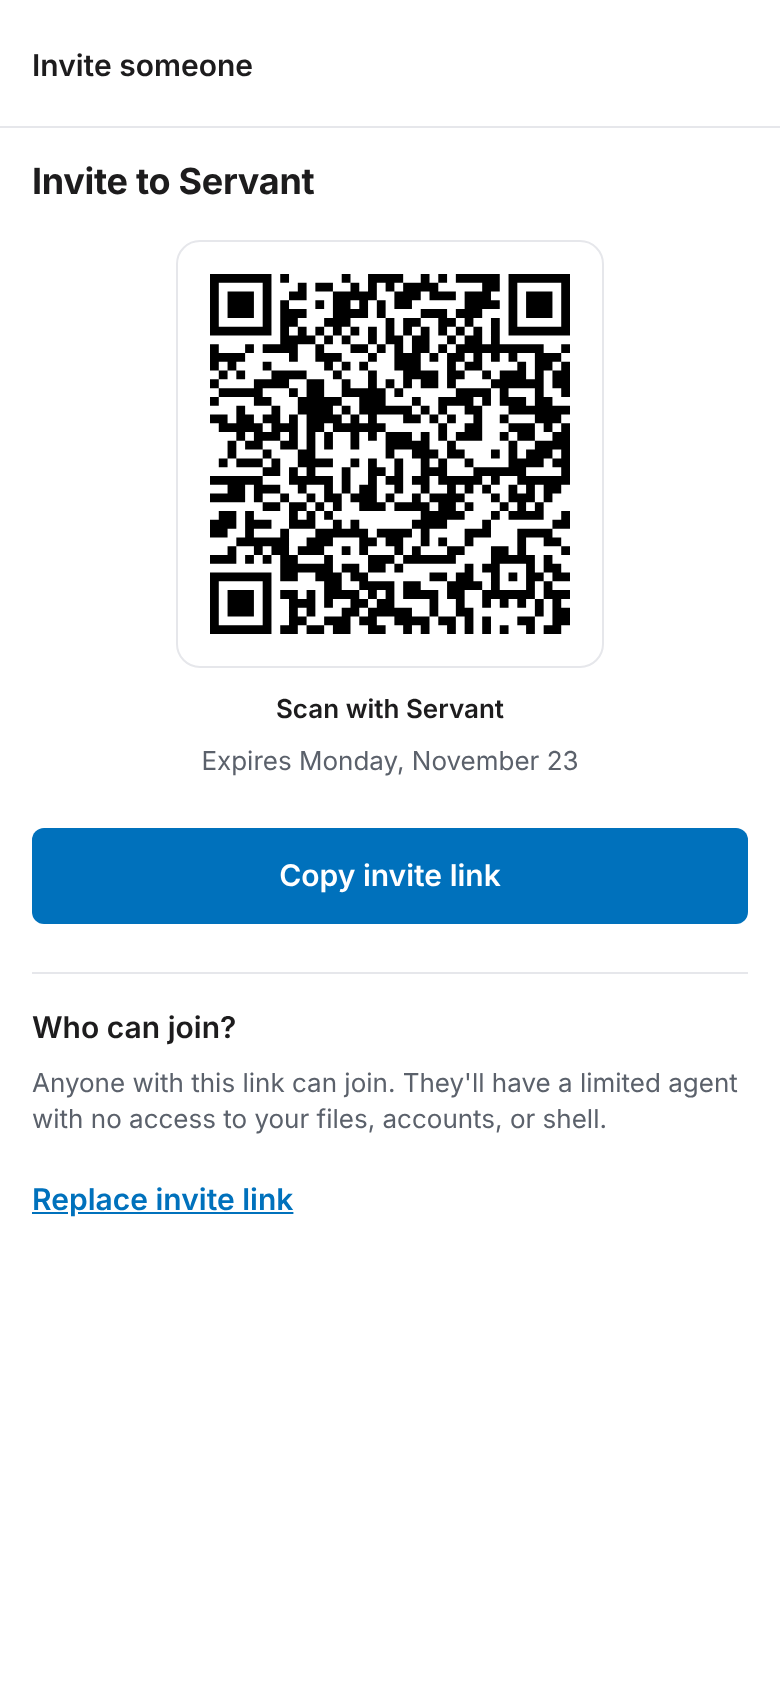 Invite someone
Invite to Servant
Scan with Servant
Expires Monday, November 23
Copy invite link
Who can join?
Anyone with this link can join. They'll have a limited agent
with no access to your files, accounts, or shell.
Replace invite link